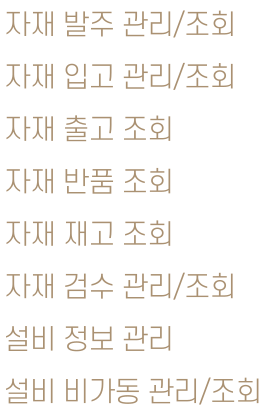 자재 발주 관리/조회
자재 입고 관리/조회
자재 출고 조회
자재 반품 조회
자재 재고 조회
자재 검수 관리/조회
설비 정보 관리
설비 비가동 관리/조회